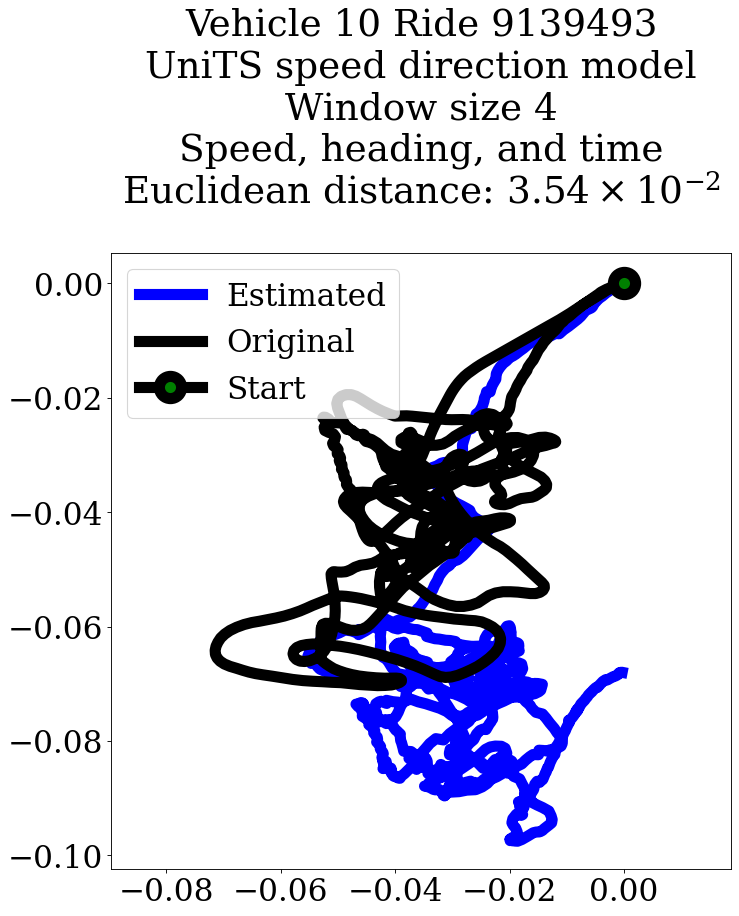 Vehicle 10 Ride 9139493
UniTS speed direction model
Window size 4
Speed, heading, and time
Euclidean distance: 3.54 × 10⁻²
Estimated
Original
Start
0.00
−0.02
−0.04
−0.06
−0.08
−0.10
−0.08 −0.06 −0.04 −0.02 0.00